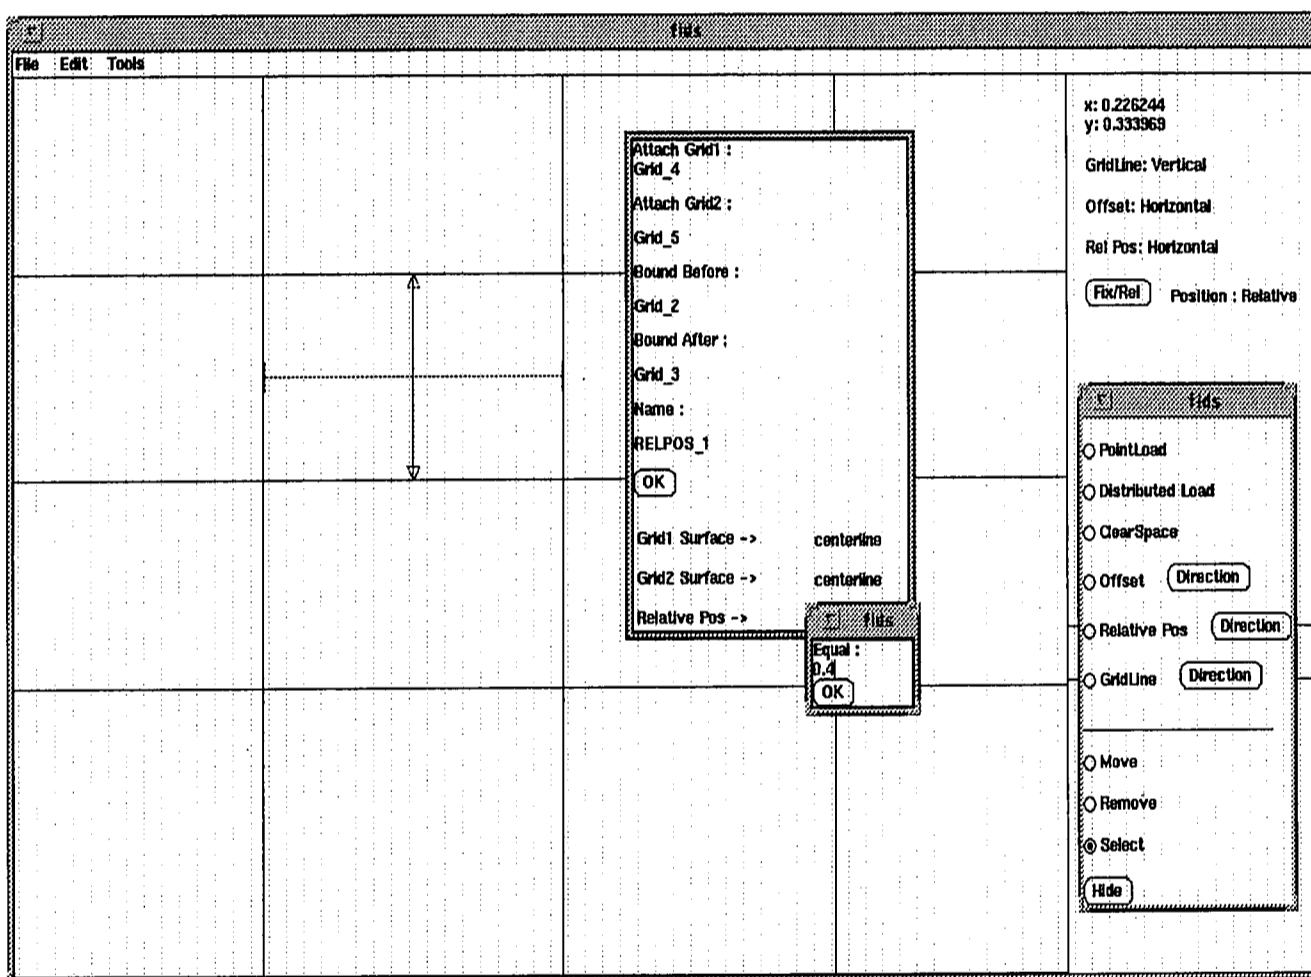 fids
File Edit Tools
x: 0.226244
y: 0.333969
GridLine: Vertical
Offset: Horizontal
Rel Pos: Horizontal
Fix/Rel Position : Relative
Attach Grid1 :
Grid_4
Attach Grid2 :
Grid_5
Bound Before :
Grid_2
Bound After :
Grid_3
Name :
RELPOS_1
OK
Grid1 Surface -> centerline
Grid2 Surface -> centerline
Relative Pos ->
fids
Equal :
0.4
OK
fids
PointLoad
Distributed Load
ClearSpace
Offset Direction
Relative Pos Direction
GridLine Direction
Move
Remove
Select
Hide